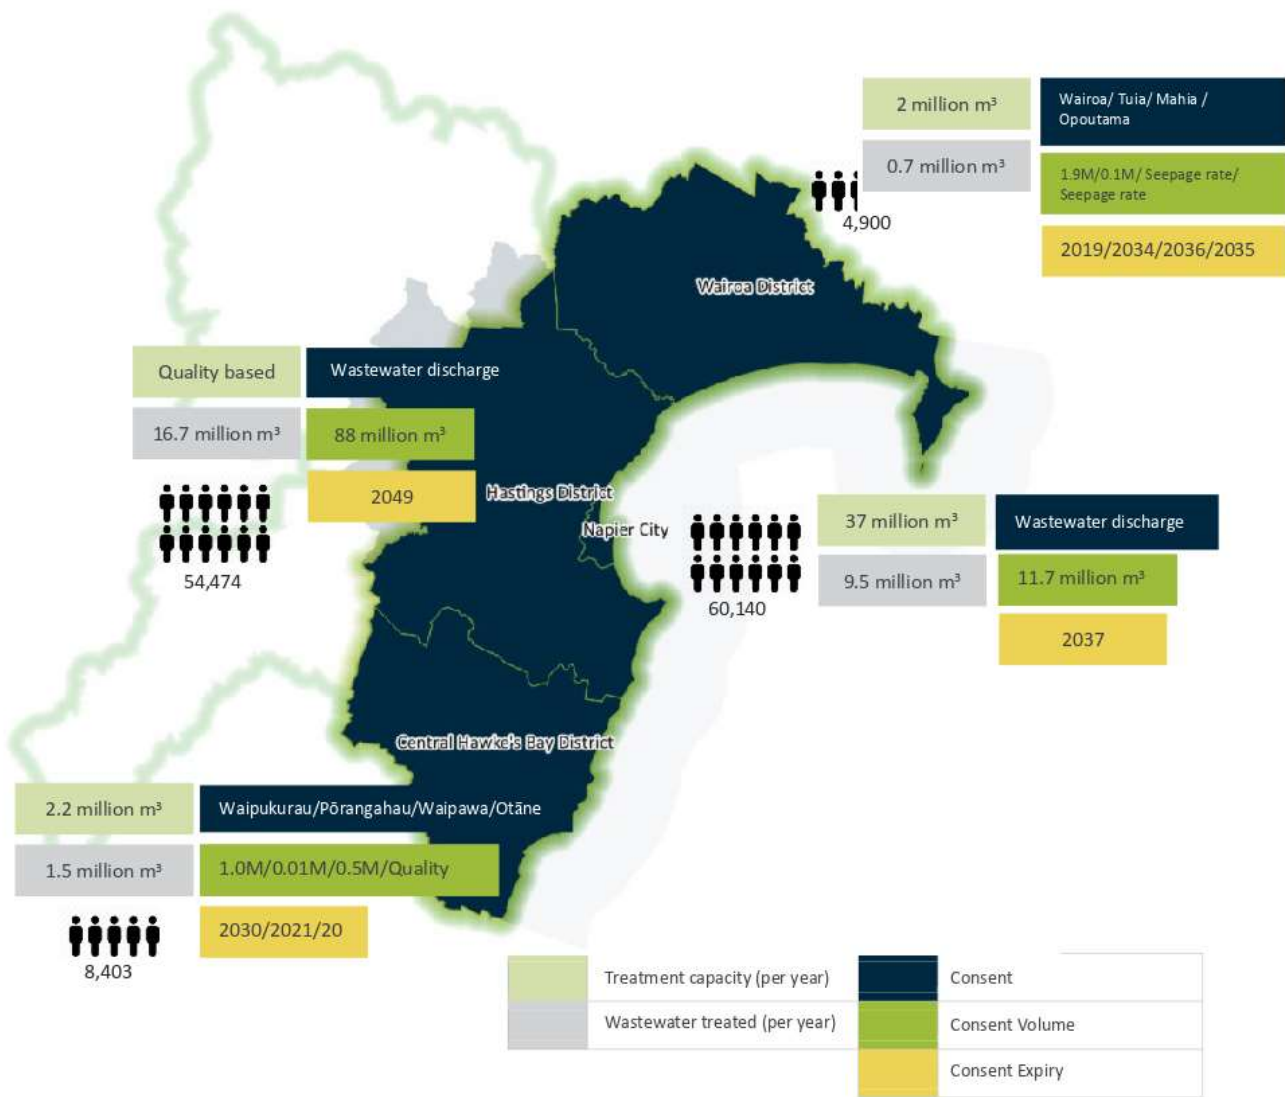 2 million m³
Wairoa/ Tuia/ Mahia /
Opoutama
0.7 million m³
1.9M/0.1M/ Seepage rate/
Seepage rate
4,900
2019/2034/2036/2035
Wairoa District
Quality based
Wastewater discharge
16.7 million m³
88 million m³
2049
54,474
Hastings District
Napier City
37 million m³
Wastewater discharge
9.5 million m³
11.7 million m³
60,140
2037
Central Hawke's Bay District
2.2 million m³
Waipukurau/Pōrangahau/Waipawa/Otāne
1.5 million m³
1.0M/0.01M/0.5M/Quality
2030/2021/20
8,403
Treatment capacity (per year)
Consent
Wastewater treated (per year)
Consent Volume
Consent Expiry